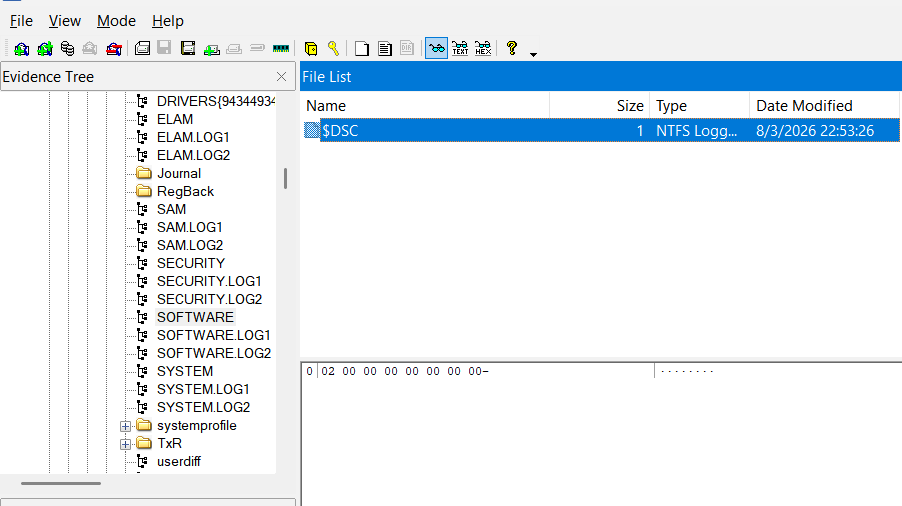 File View Mode Help
TEXT HEX ?
Evidence Tree
File List
DRIVERS{94344934
ELAM
ELAM.LOG1
ELAM.LOG2
Journal
RegBack
SAM
SAM.LOG1
SAM.LOG2
SECURITY
SECURITY.LOG1
SECURITY.LOG2
SOFTWARE
SOFTWARE.LOG1
SOFTWARE.LOG2
SYSTEM
SYSTEM.LOG1
SYSTEM.LOG2
systemprofile
TxR
userdiff
Name Size Type Date Modified
$DSC 1 NTFS Logg... 8/3/2026 22:53:26
0 02 00 00 00 00 00 00 00- ········